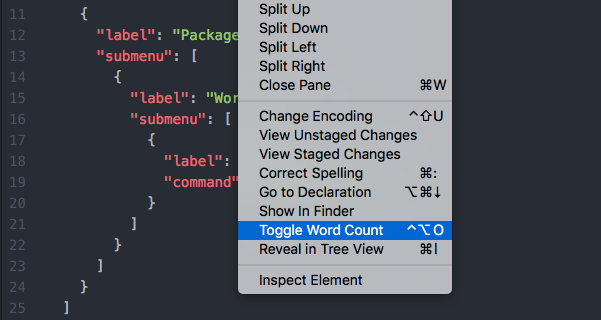 11 {
12 "label": "Package
13 "submenu": [
14 {
15 "label": "Wor
16 "submenu": [
17 {
18 "label":
19 "command"
20 }
21 ]
22 }
23 ]
24 }
25 ]
Split Up
Split Down
Split Left
Split Right
Close Pane ⌘W
Change Encoding ⌃⇧U
View Unstaged Changes
View Staged Changes
Correct Spelling ⌘:
Go to Declaration ⌥⌘↓
Show In Finder
Toggle Word Count ⌃⌥O
Reveal in Tree View ⌘|
Inspect Element